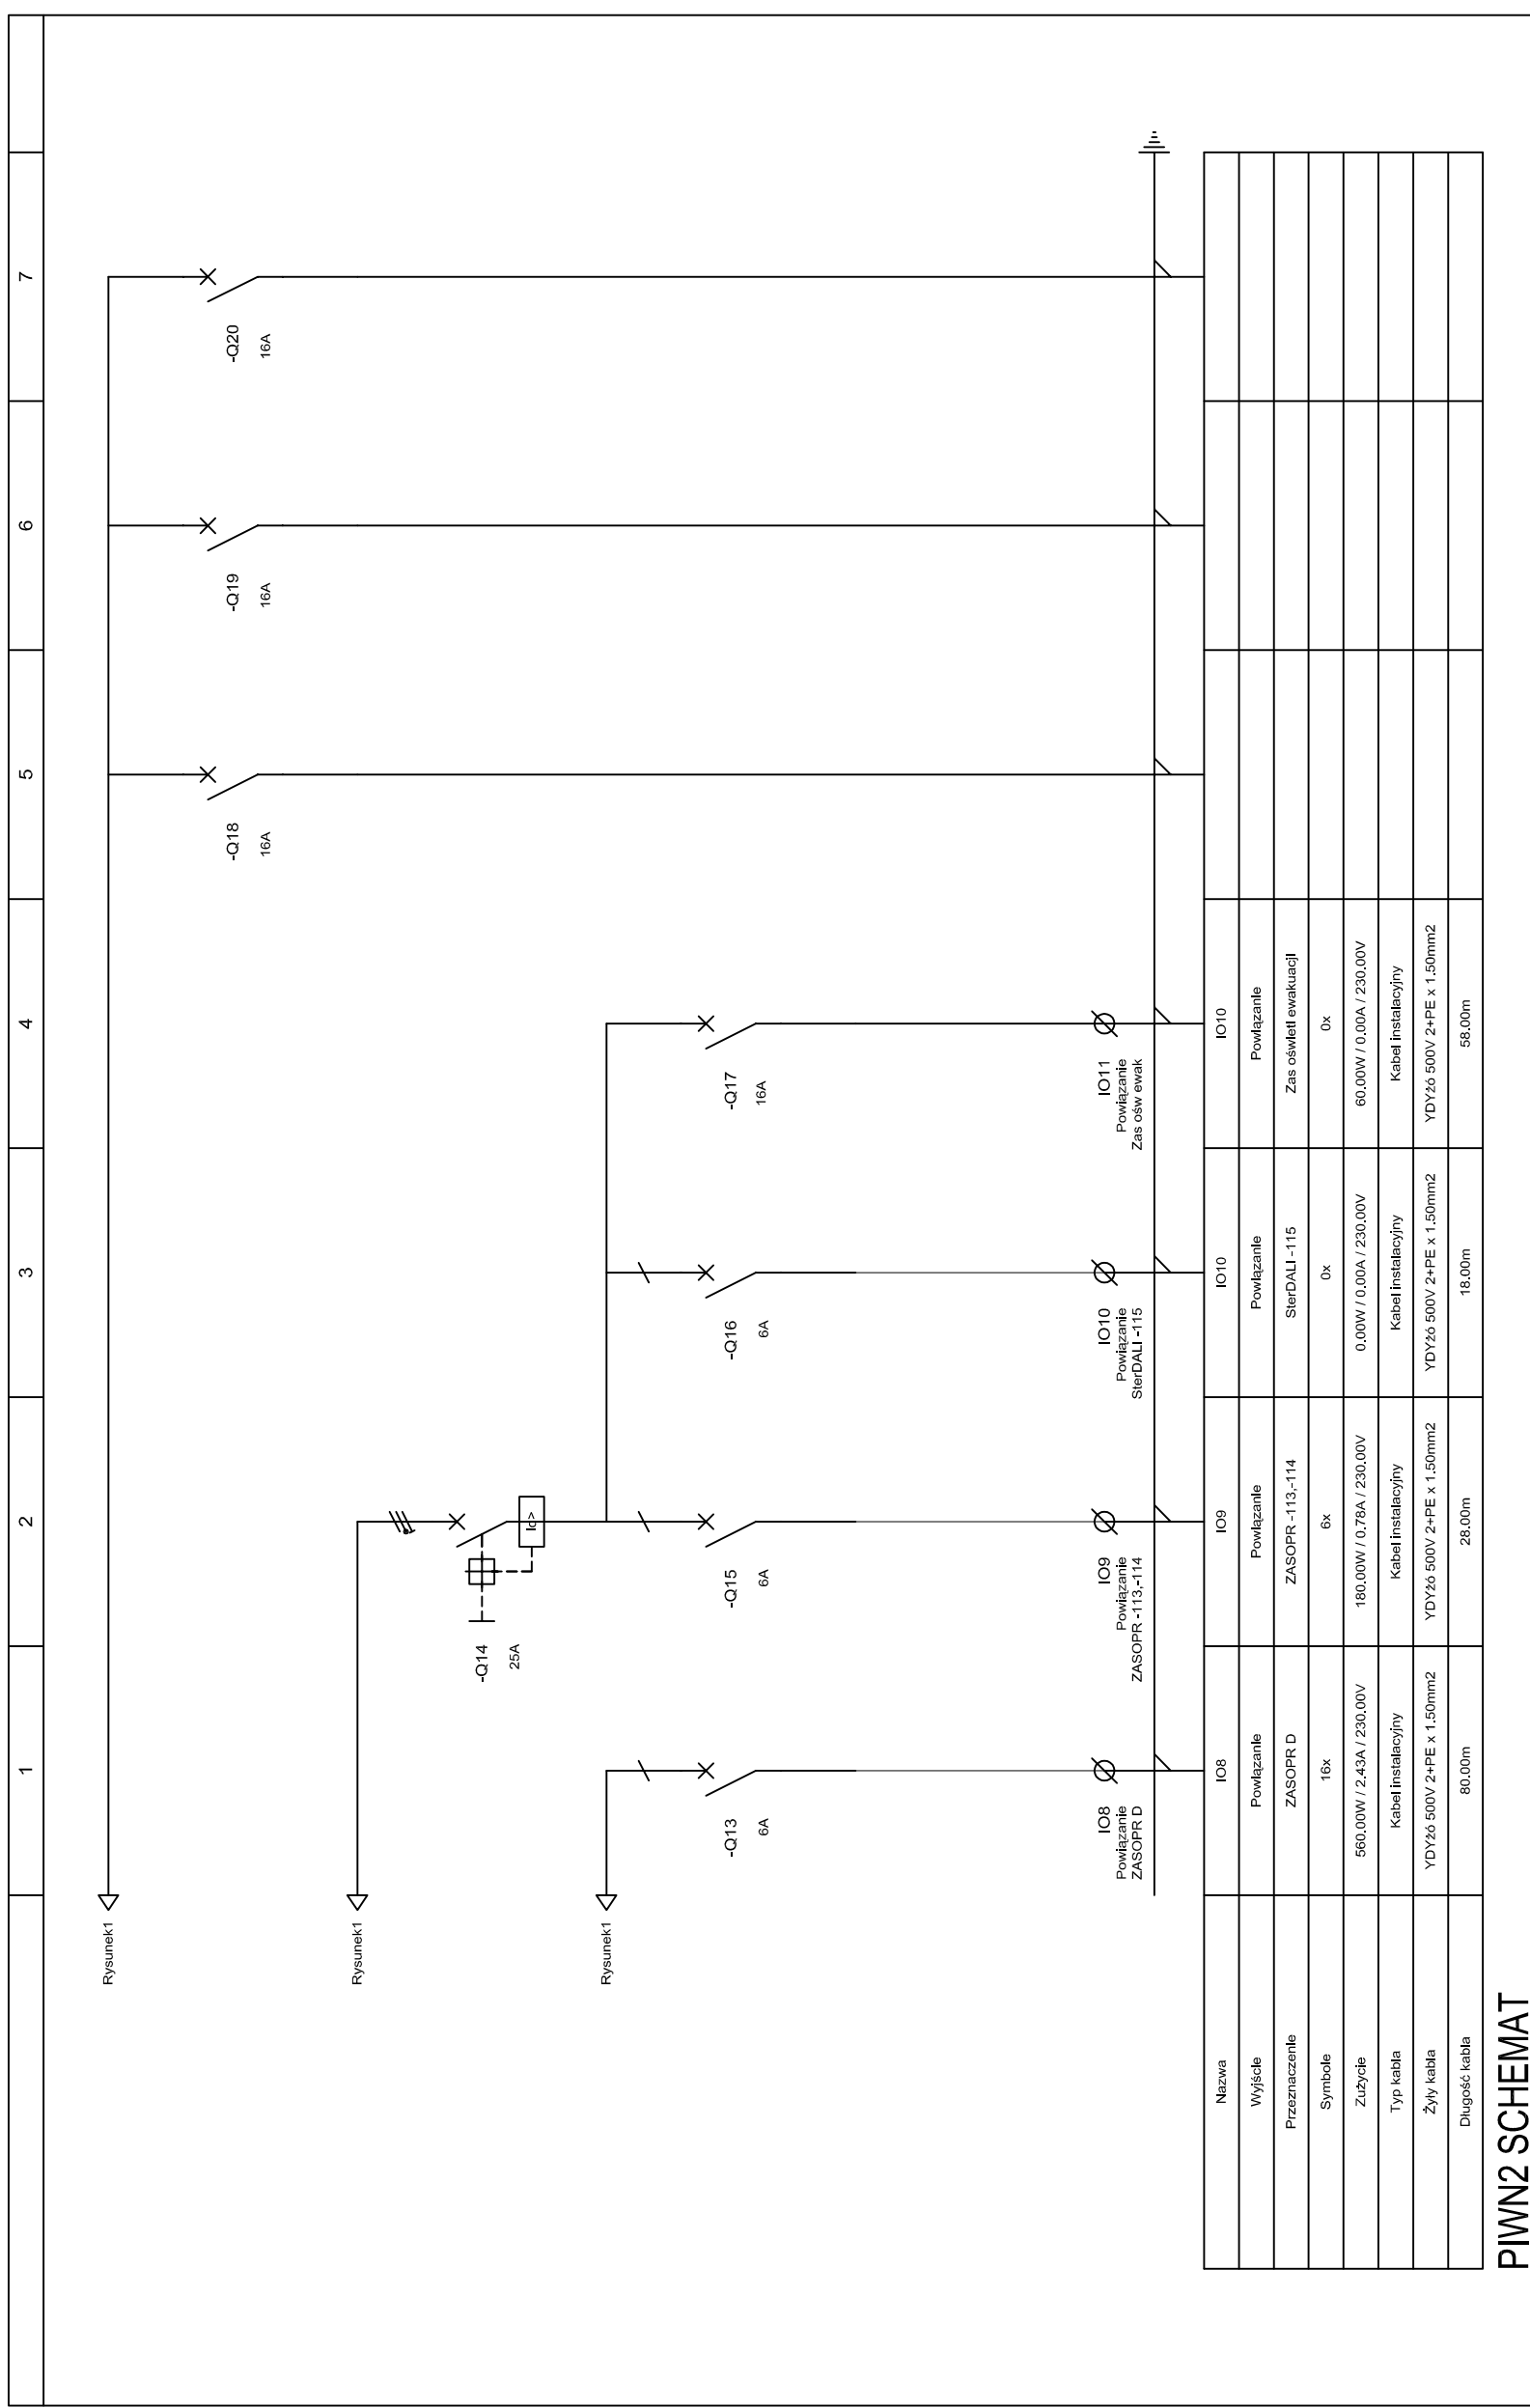 1
2
3
4
5
6
7
Rysunek1
-Q18
16A
-Q19
16A
-Q20
16A
Rysunek1
-Q14
25A
Id>
Rysunek1
-Q13
6A
-Q15
6A
-Q16
6A
-Q17
16A
IO8
Powiązanie
ZASOPR D
IO9
Powiązanie
ZASOPR -113,-114
IO10
Powiązanie
SterDALI -115
IO11
Powiązanie
Zas ośw ewak
Nazwa IO8 IO9 IO10 IO10
Wyjście Powiązanie Powiązanie Powiązanie Powiązanie
Przeznaczenie ZASOPR D ZASOPR -113,-114 SterDALI -115 Zas oświetl ewakuacji
Symbole 16x 6x 0x 0x
Zużycie 560.00W / 2.43A / 230.00V 180.00W / 0.78A / 230.00V 0.00W / 0.00A / 230.00V 60.00W / 0.00A / 230.00V
Typ kabla Kabel instalacyjny Kabel instalacyjny Kabel instalacyjny Kabel instalacyjny
Żyły kabla YDYżó 500V 2+PE x 1.50mm2 YDYżó 500V 2+PE x 1.50mm2 YDYżó 500V 2+PE x 1.50mm2 YDYżó 500V 2+PE x 1.50mm2
Długość kabla 80.00m 28.00m 18.00m 58.00m
PIWN2 SCHEMAT